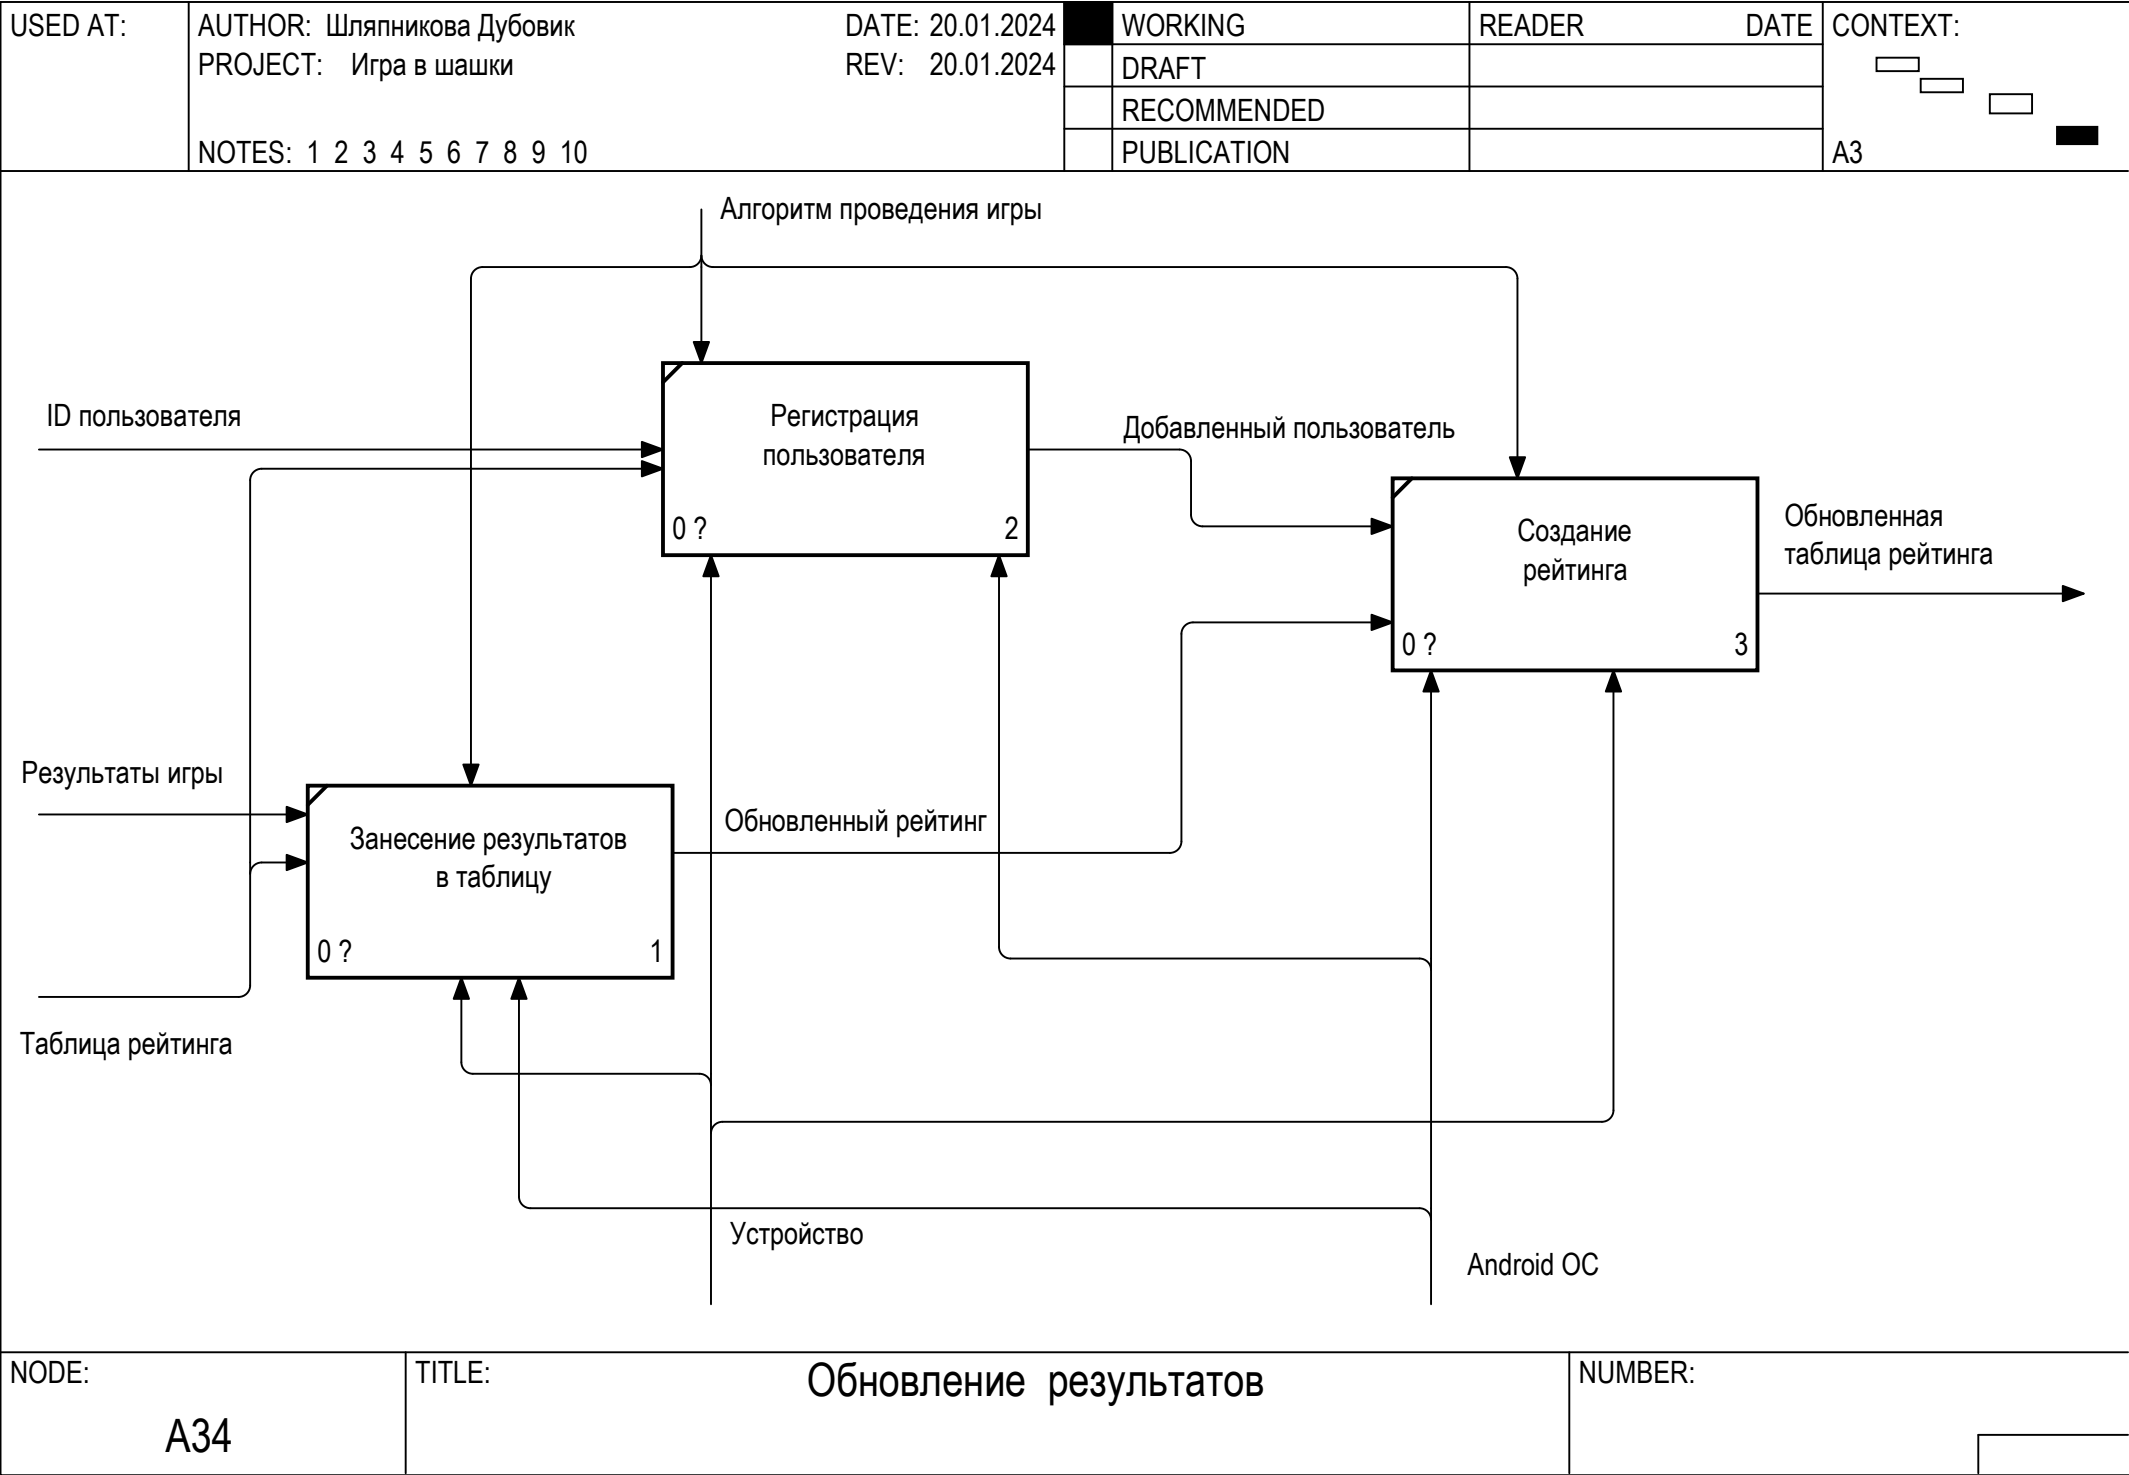 USED AT:
AUTHOR: Шляпникова Дубовик
DATE: 20.01.2024
PROJECT: Игра в шашки
REV: 20.01.2024
NOTES: 1 2 3 4 5 6 7 8 9 10
WORKING
DRAFT
RECOMMENDED
PUBLICATION
READER DATE
CONTEXT:
A3
Алгоритм проведения игры
ID пользователя
Регистрация
пользователя
0 ? 2
Добавленный пользователь
Создание
рейтинга
0 ? 3
Обновленная
таблица рейтинга
Результаты игры
Занесение результатов
в таблицу
0 ? 1
Обновленный рейтинг
Таблица рейтинга
Устройство
Android ОС
NODE:
A34
TITLE:
Обновление результатов
NUMBER: